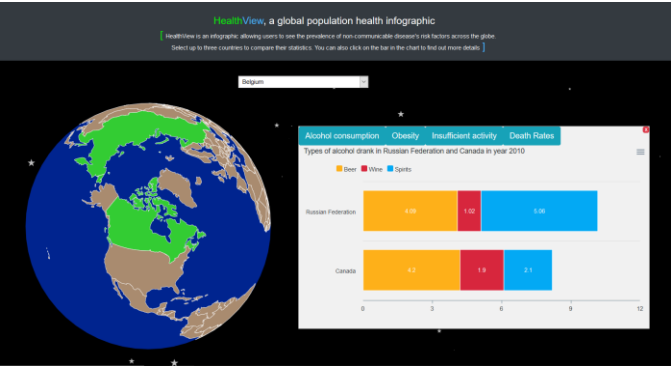 HealthView, a global population health infographic
[ HealthView is an infographic allowing users to see the prevalence of non-communicable disease's risk factors across the globe.
Select up to three countries to compare their statistics. You can also click on the bar in the chart to find out more details ]
Belgium
Alcohol consumption Obesity Insufficient activity Death Rates
Types of alcohol drank in Russian Federation and Canada in year 2010
Beer Wine Spirits
Russian Federation 1.02 5.06
Canada 4.2 1.9 2.1
0 3 6 9 12